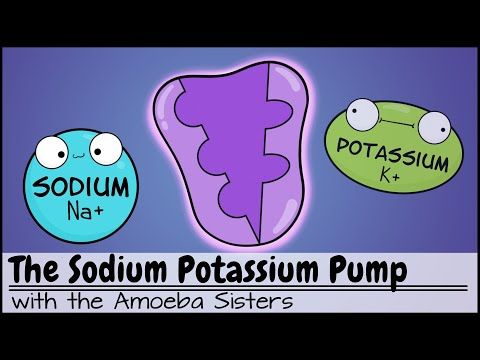 SODIUM
Na+
POTASSIUM
K+
The Sodium Potassium Pump
with the Amoeba Sisters